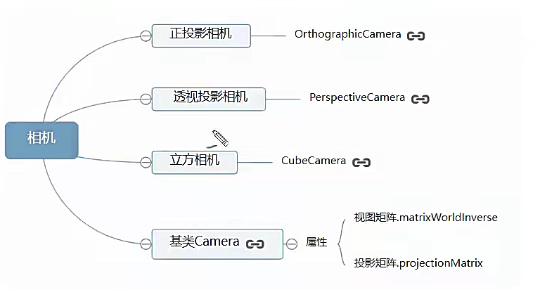 正投影相机
OrthographicCamera
透视投影相机
PerspectiveCamera
相机
立方相机
CubeCamera
基类Camera
属性
视图矩阵.matrixWorldInverse
投影矩阵.projectionMatrix